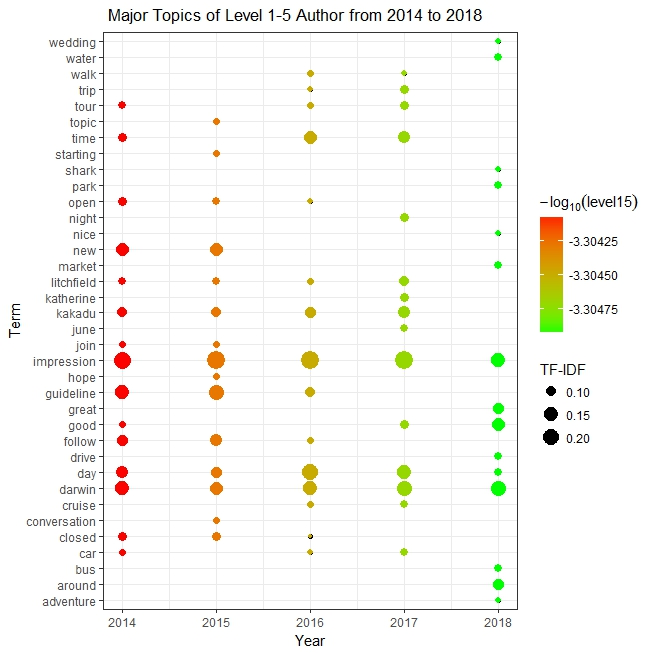 Major Topics of Level 1-5 Author from 2014 to 2018
wedding
water
walk
trip
tour
topic
time
starting
shark
park
open
night
nice
new
market
litchfield
katherine
kakadu
june
join
impression
hope
guideline
great
good
follow
drive
day
darwin
cruise
conversation
closed
car
bus
around
adventure
Term
2014 2015 2016 2017 2018
Year
−log10(level15)
-3.30425
-3.30450
-3.30475
TF-IDF
0.10
0.15
0.20